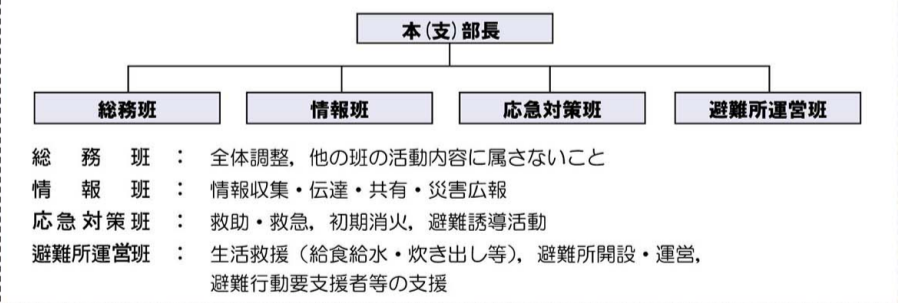 本(支)部長
総務班 情報班 応急対策班 避難所運営班
総務班：全体調整，他の班の活動内容に属さないこと
情報班：情報収集・伝達・共有・災害広報
応急対策班：救助・救急，初期消火，避難誘導活動
避難所運営班：生活救援（給食給水・炊き出し等），避難所開設・運営，
避難行動要支援者等の支援